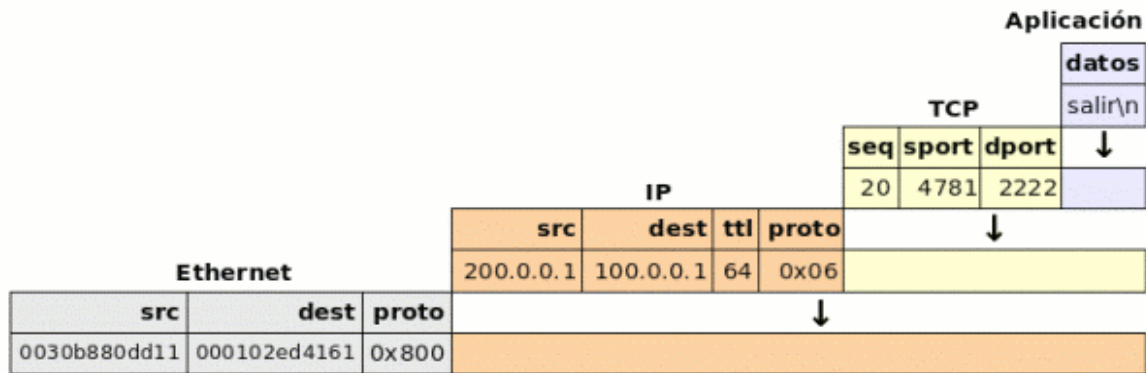 Aplicación
datos
salir\n
TCP
seq sport dport ↓
20 4781 2222
IP
src dest ttl proto ↓
200.0.0.1 100.0.0.1 64 0x06
Ethernet
src dest proto ↓
0030b880dd11 000102ed4161 0x800